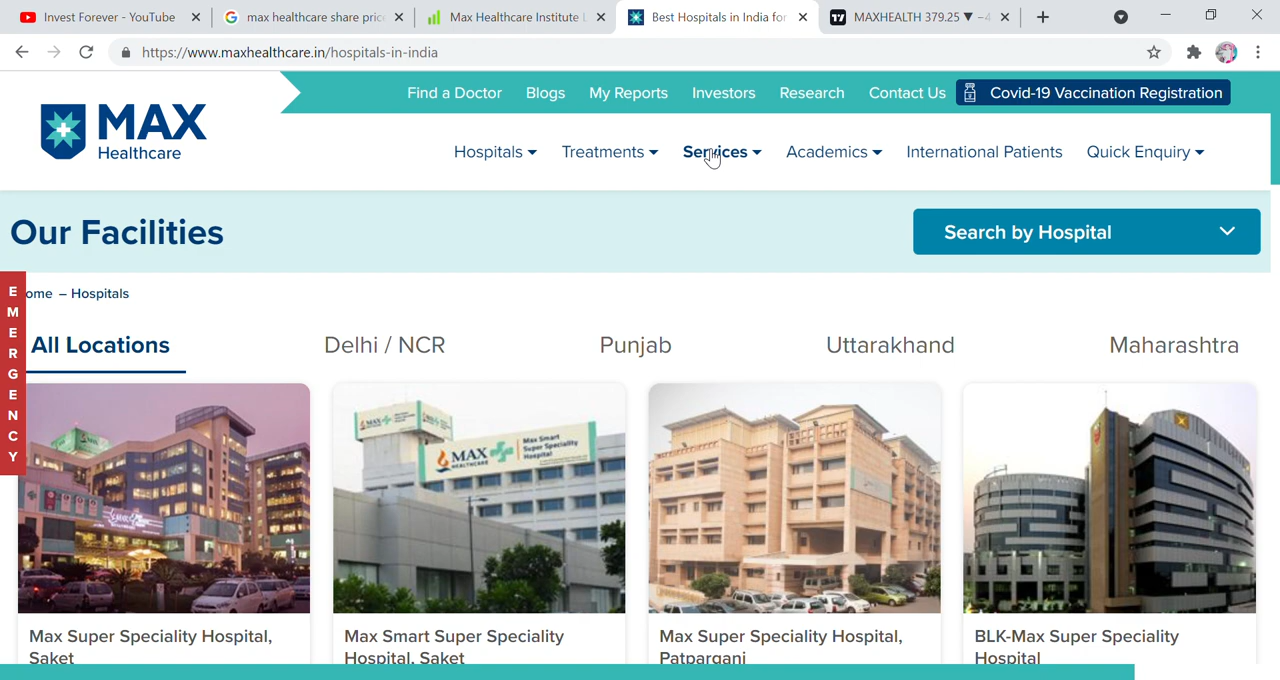 Invest Forever - YouTube
max healthcare share pric
Max Healthcare Institute L
Best Hospitals in India for
MAXHEALTH 379.25 ▼ −4
https://www.maxhealthcare.in/hospitals-in-india
Find a Doctor
Blogs
My Reports
Investors
Research
Contact Us
Covid-19 Vaccination Registration
MAX
Healthcare
Hospitals
Treatments
Services
Academics
International Patients
Quick Enquiry
Our Facilities
Search by Hospital
EMERGENCY
ome – Hospitals
All Locations
Delhi / NCR
Punjab
Uttarakhand
Maharashtra
MAX
HEALTHCARE
Max Smart
Super Speciality
Hospital
Max Super Speciality Hospital,
Saket
Max Smart Super Speciality
Hospital, Saket
Max Super Speciality Hospital,
Patparganj
BLK-Max Super Speciality
Hospital